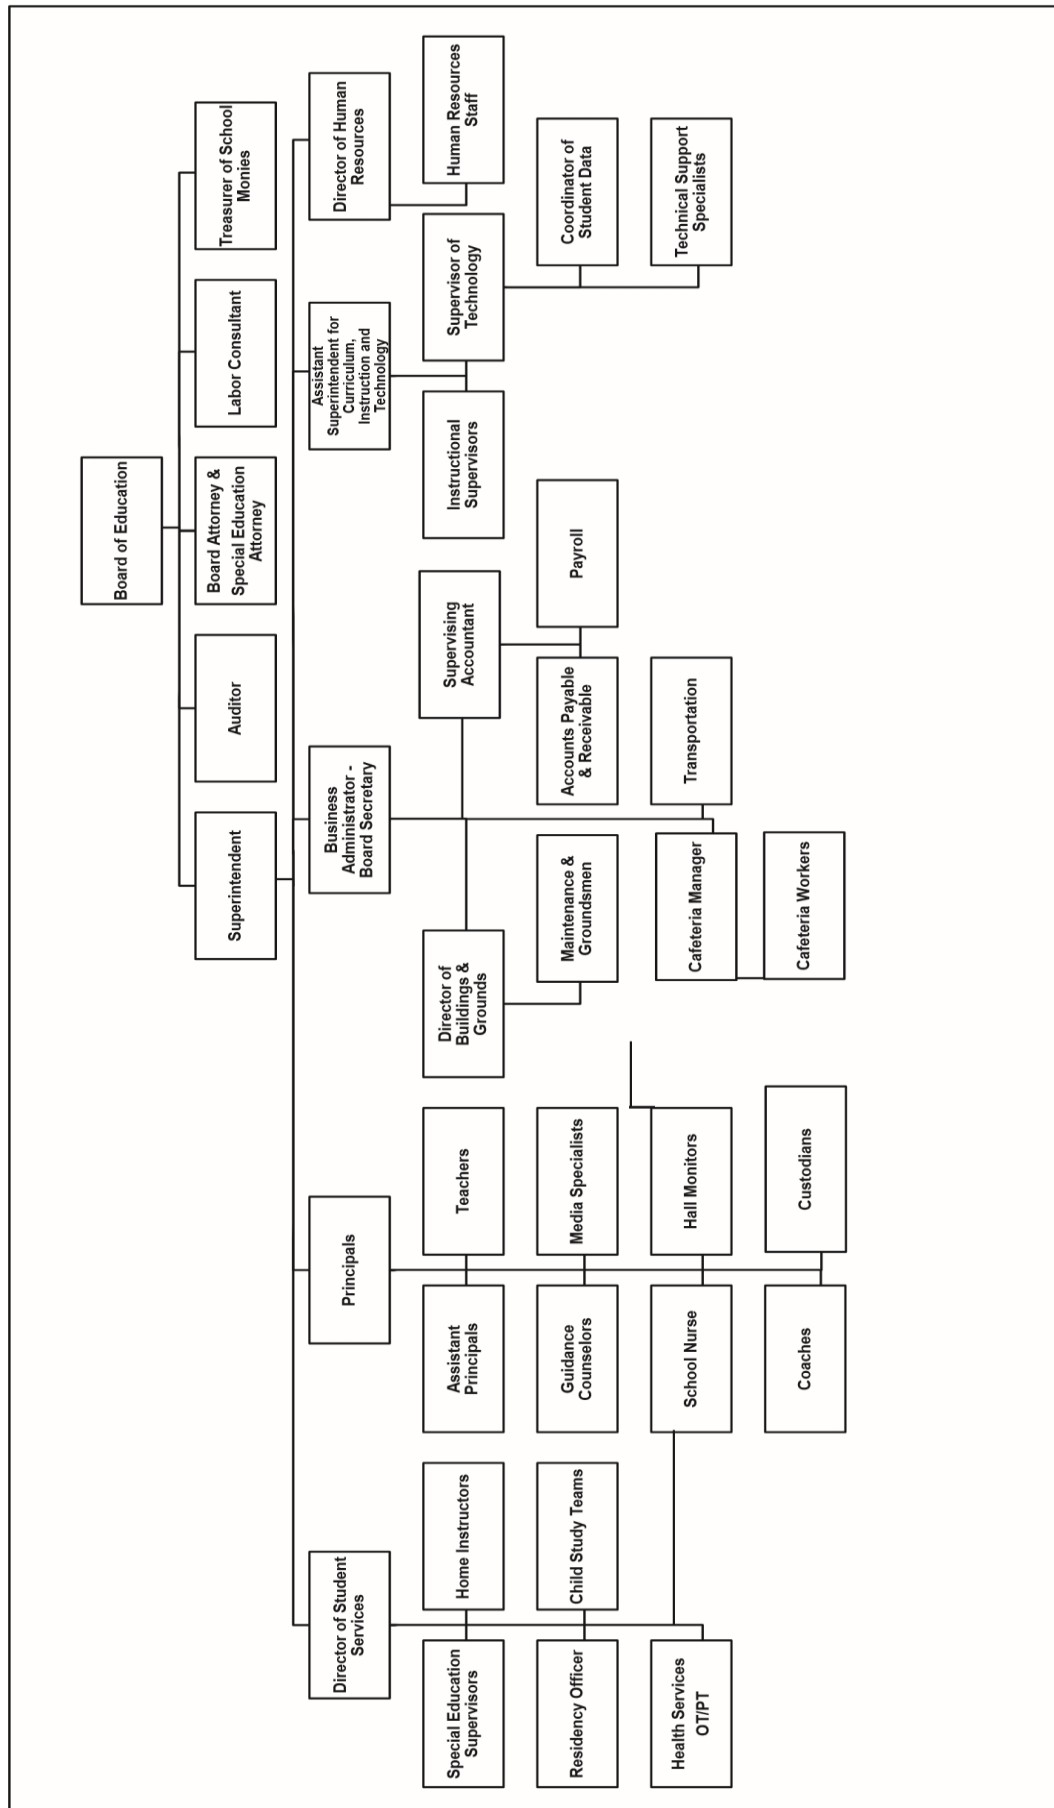 Board of Education
Superintendent
Auditor
Board Attorney &
Special Education
Attorney
Labor Consultant
Treasurer of School
Monies
Director of Student
Services
Principals
Business
Administrator -
Board Secretary
Assistant
Superintendent for
Curriculum,
Instruction and
Technology
Director of Human
Resources
Special Education
Supervisors
Home Instructors
Assistant
Principals
Teachers
Director of
Buildings &
Grounds
Supervising
Accountant
Instructional
Supervisors
Supervisor of
Technology
Human Resources
Staff
Residency Officer
Child Study Teams
Guidance
Counselors
Media Specialists
Maintenance &
Groundsmen
Accounts Payable
& Receivable
Payroll
Coordinator of
Student Data
Health Services
OT/PT
School Nurse
Hall Monitors
Cafeteria Manager
Transportation
Technical Support
Specialists
Coaches
Custodians
Cafeteria Workers